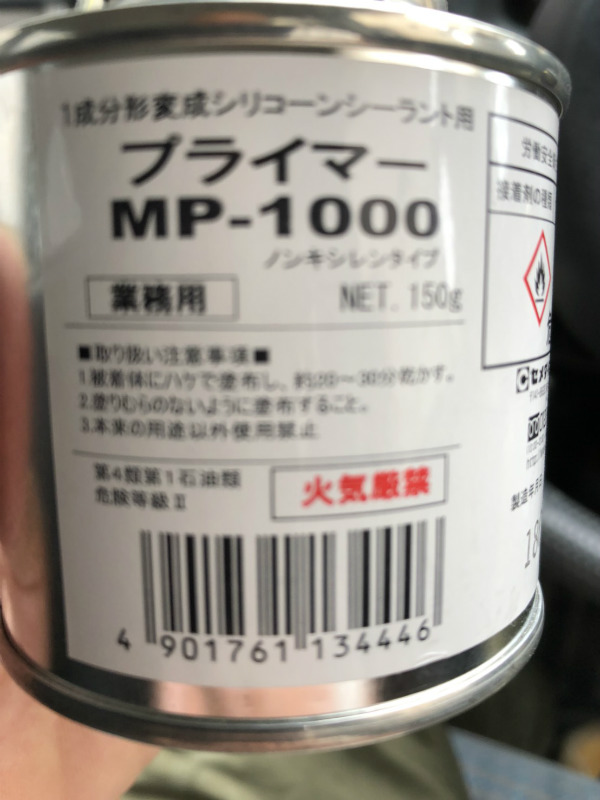 1成分形変成シリコーンシーラント用
プライマー
MP-1000
ノンキシレンタイプ
業務用
NET. 150g
■取り扱い注意事項■
1.被着体にハケで塗布し、約20～30分乾かす。
2.塗りむらのないように塗布すること。
3.本来の用途以外使用禁止
第4類第1石油類
危険等級Ⅱ
火気厳禁
4 901761 134446
労働安全
接着剤の種
セメ
製造年月